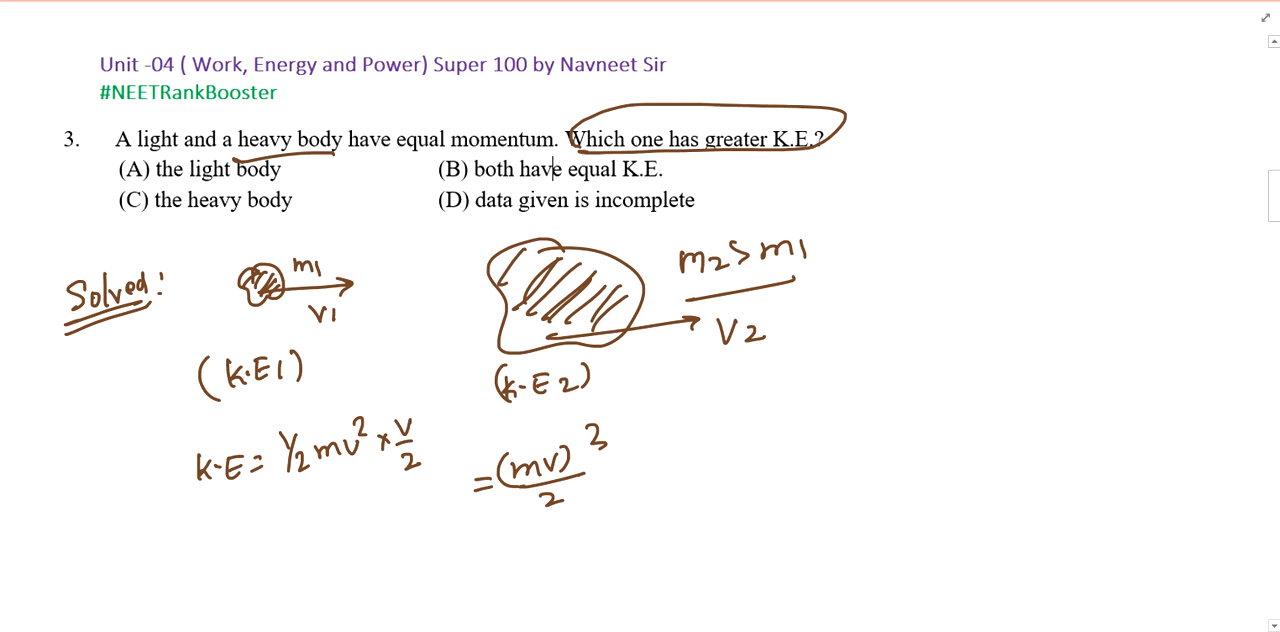 Unit -04 ( Work, Energy and Power) Super 100 by Navneet Sir
#NEETRankBooster
3. A light and a heavy body have equal momentum. Which one has greater K.E.?
(A) the light body (B) both have equal K.E.
(C) the heavy body (D) data given is incomplete
Solved! m1 m2 > m1
V1 V2
(K.E1) (K-E2)
K-E = 1/2 mv² × v/2 = (mv)³/2